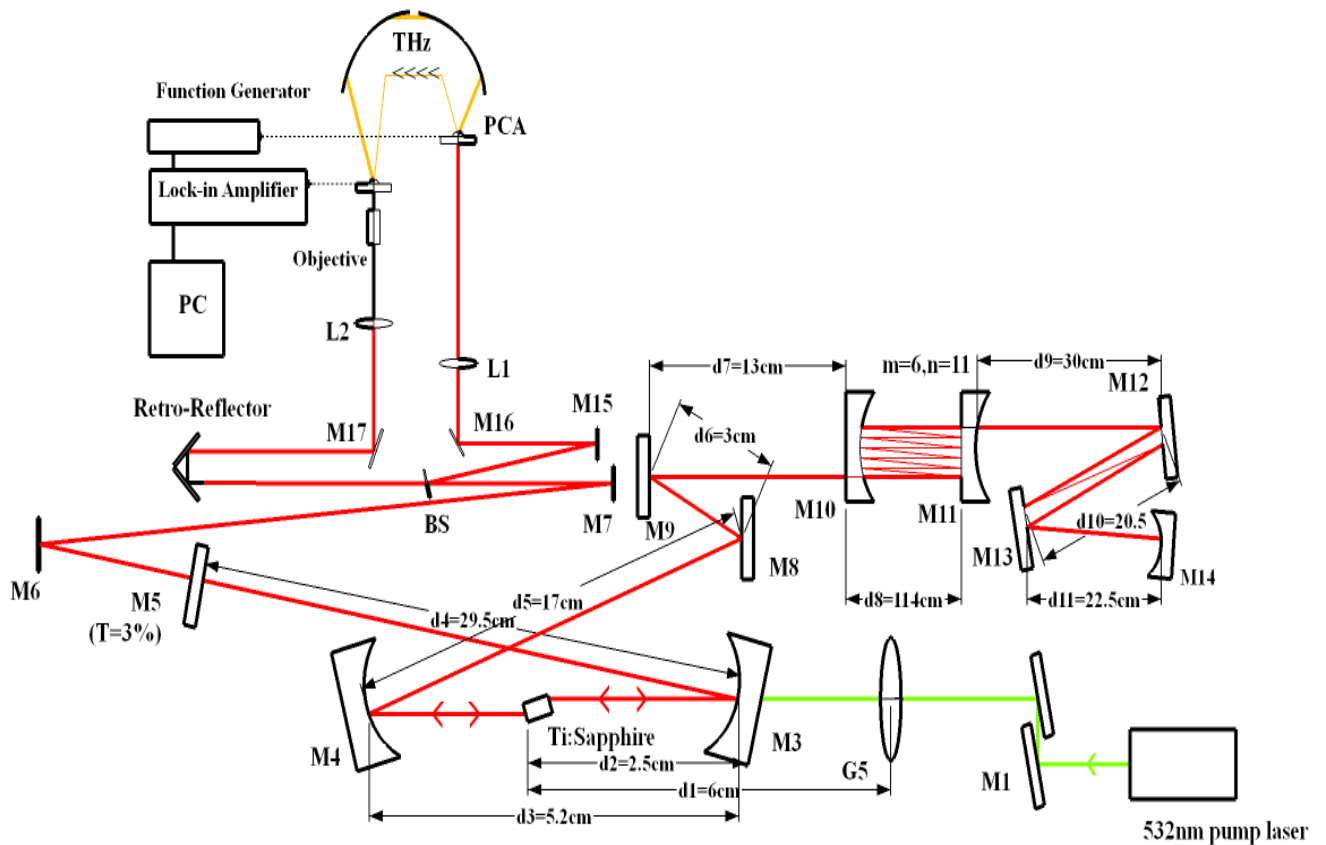 THz
Function Generator
PCA
Lock-in Amplifier
Objective
PC
L2
L1
m=6,n=11
d9=30cm
M12
d7=13cm
Retro-Reflector
M17
M16
M15
d6=3cm
M10
M11
M13
d10=20.5
M14
BS
M7
M9
M8
d8=114cm
d11=22.5cm
M6
M5
(T=3%)
d5=17cm
d4=29.5cm
Ti:Sapphire
M4
M3
G5
M1
d2=2.5cm
d1=6cm
d3=5.2cm
532nm pump laser